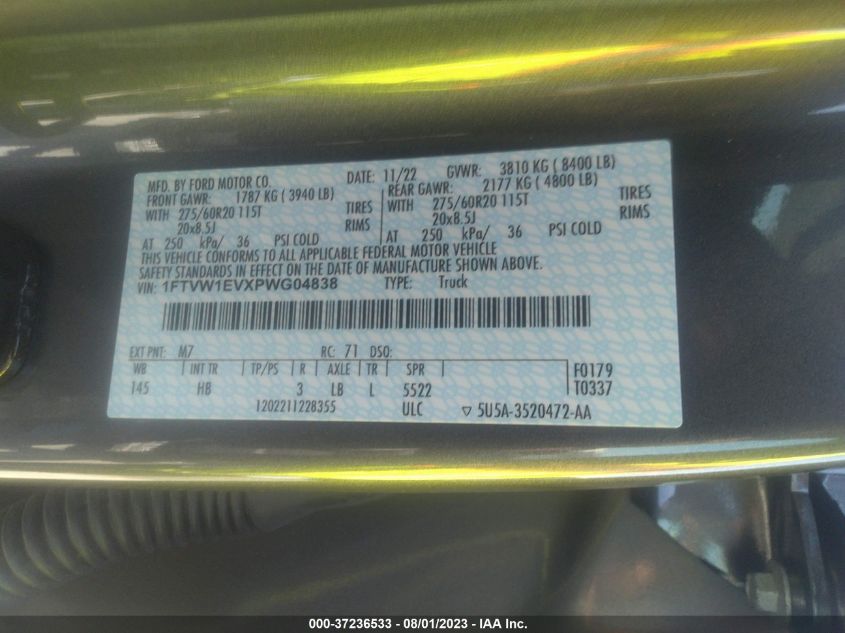 MFD. BY FORD MOTOR CO. DATE: 11/22 GVWR: 3810 KG ( 8400 LB)
FRONT GAWR: 1787 KG ( 3940 LB) REAR GAWR: 2177 KG ( 4800 LB)
WITH 275/60R20 115T TIRES WITH 275/60R20 115T TIRES
20x8.5J RIMS 20x8.5J RIMS
AT 250 kPa/ 36 PSI COLD AT 250 kPa/ 36 PSI COLD
THIS VEHICLE CONFORMS TO ALL APPLICABLE FEDERAL MOTOR VEHICLE
SAFETY STANDARDS IN EFFECT ON THE DATE OF MANUFACTURE SHOWN ABOVE.
VIN: 1FTVW1EVXPWG04838 TYPE: Truck
EXT PNT: M7 RC: 71 DSO:
WB INT TR TP/PS R AXLE TR SPR F0179
145 HB 3 LB L 5522 T0337
1202211228355 ULC ▽ 5U5A-3520472-AA
000-37236533 - 08/01/2023 - IAA Inc.